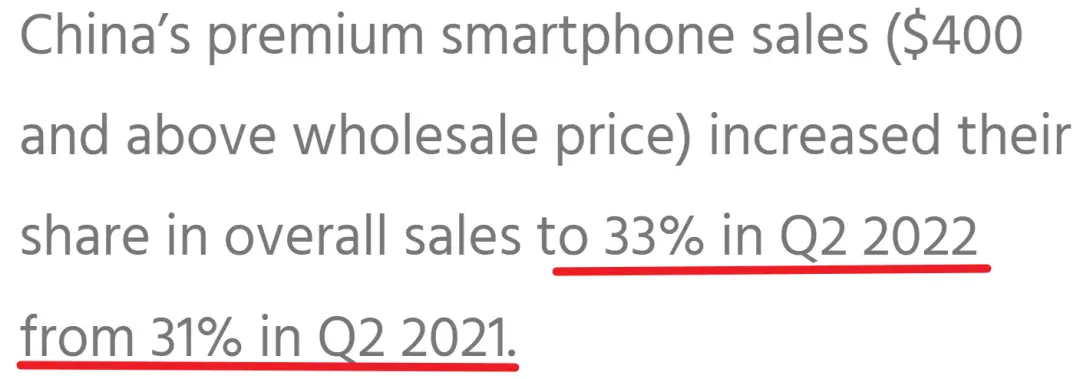 China’s premium smartphone sales ($400
and above wholesale price) increased their
share in overall sales to 33% in Q2 2022
from 31% in Q2 2021.